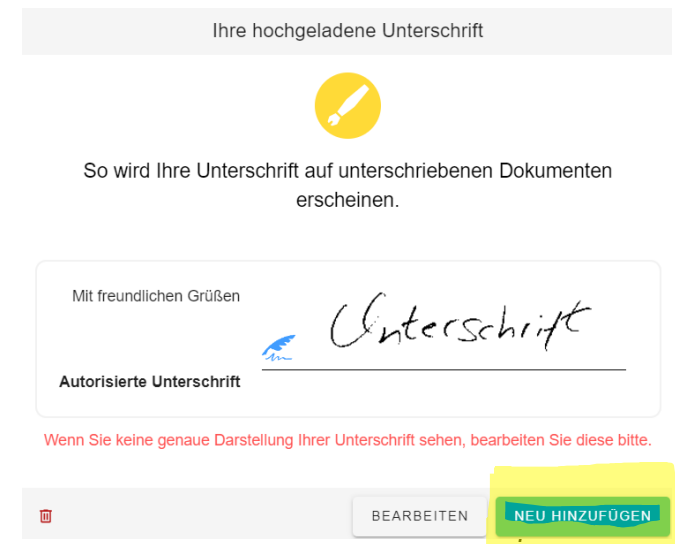 Ihre hochgeladene Unterschrift
So wird Ihre Unterschrift auf unterschriebenen Dokumenten
erscheinen.
Mit freundlichen Grüßen
Unterschrift
Autorisierte Unterschrift
Wenn Sie keine genaue Darstellung Ihrer Unterschrift sehen, bearbeiten Sie diese bitte.
BEARBEITEN NEU HINZUFÜGEN